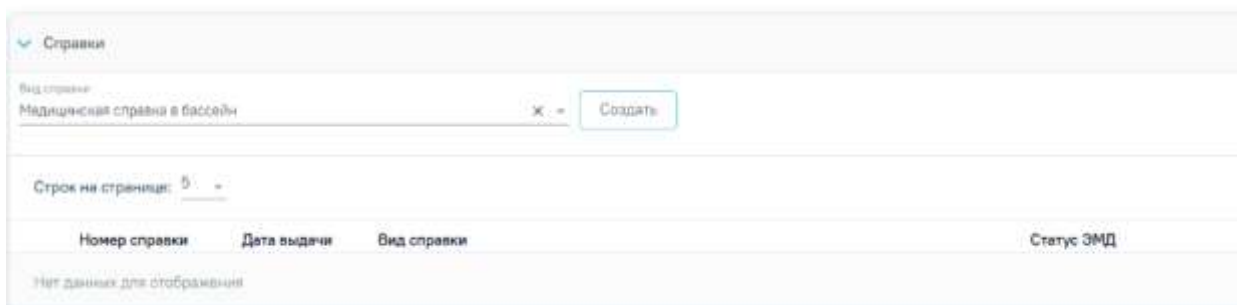 Справки
Вид справки
Медицинская справка в бассейн
Создать
Строк на странице: 5
Номер справки Дата выдачи Вид справки Статус ЭМД
Нет данных для отображения